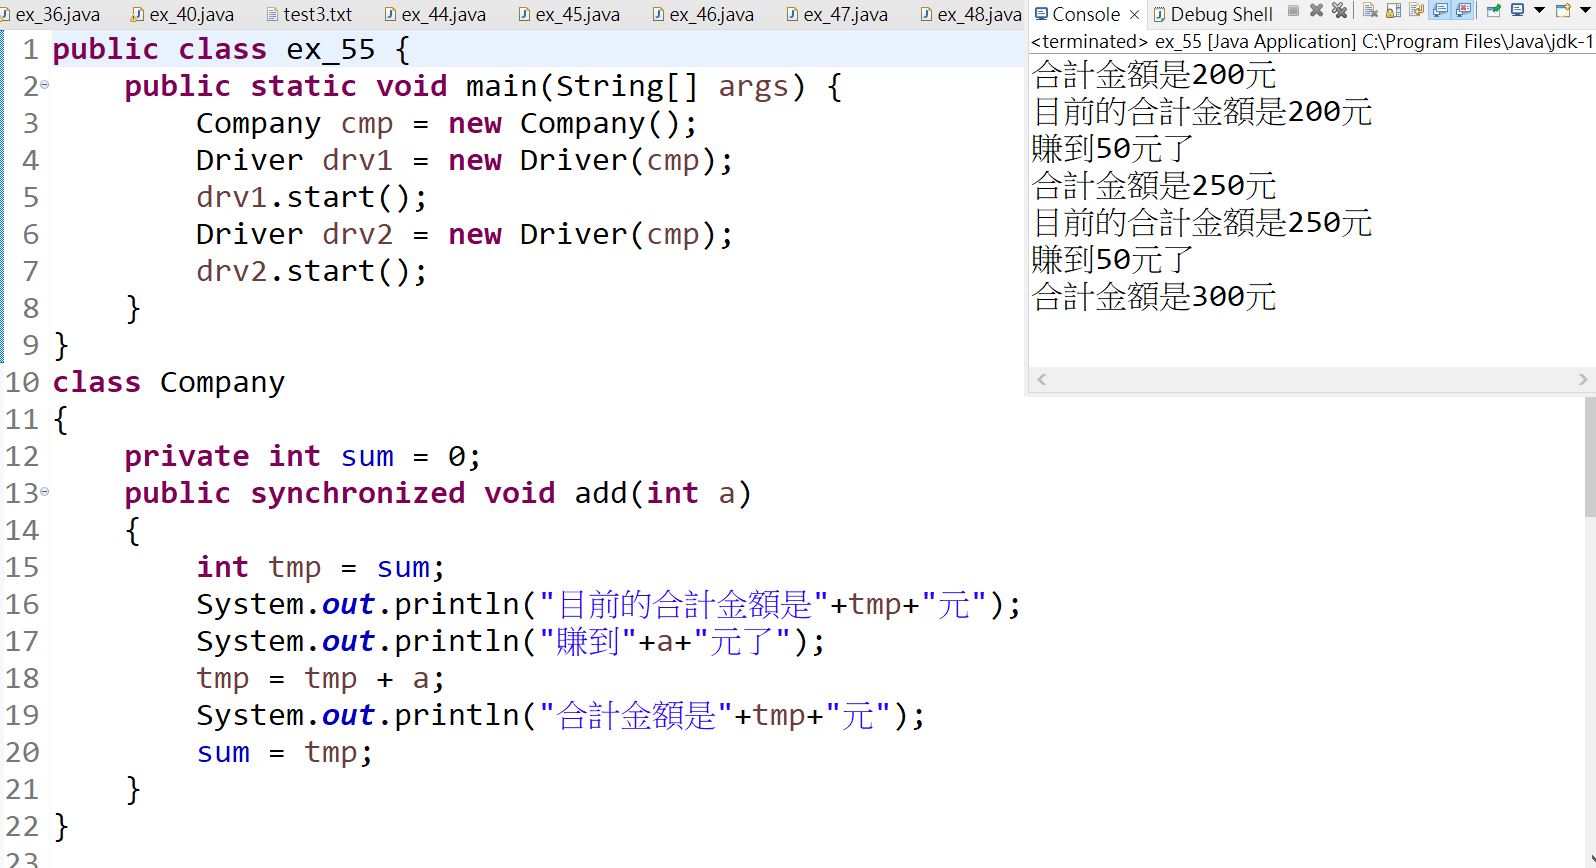 ex_36.java ex_40.java test3.txt ex_44.java ex_45.java ex_46.java ex_47.java ex_48.java
1 public class ex_55 {
2 public static void main(String[] args) {
3 Company cmp = new Company();
4 Driver drv1 = new Driver(cmp);
5 drv1.start();
6 Driver drv2 = new Driver(cmp);
7 drv2.start();
8 }
9 }
10 class Company
11 {
12 private int sum = 0;
13 public synchronized void add(int a)
14 {
15 int tmp = sum;
16 System.out.println("目前的合計金額是"+tmp+"元");
17 System.out.println("賺到"+a+"元了");
18 tmp = tmp + a;
19 System.out.println("合計金額是"+tmp+"元");
20 sum = tmp;
21 }
22 }
23
Console Debug Shell
<terminated> ex_55 [Java Application] C:\Program Files\Java\jdk-1
合計金額是200元
目前的合計金額是200元
賺到50元了
合計金額是250元
目前的合計金額是250元
賺到50元了
合計金額是300元